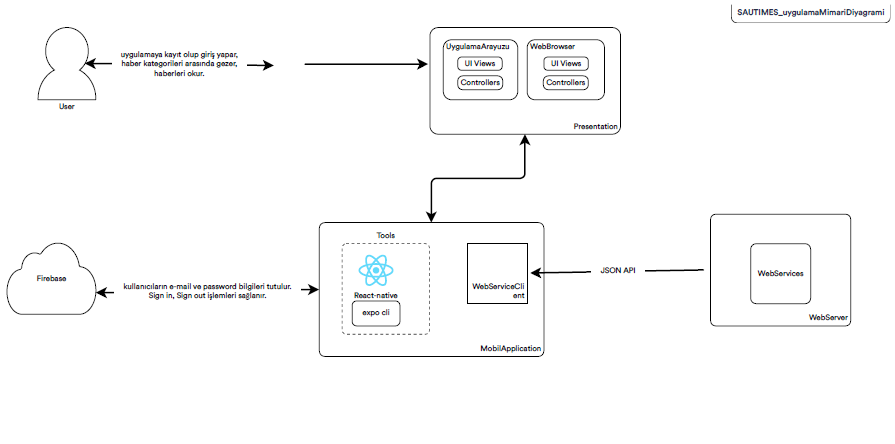 SAUTIMES_uygulamaMimariDiyagrami
uygulamaya kayıt olup giriş yapar,
haber kategorileri arasında gezer,
haberleri okur.
User
UygulamaArayuzu
UI Views
Controllers
WebBrowser
UI Views
Controllers
Presentation
Firebase
kullanıcıların e-mail ve password bilgileri tutulur.
Sign in, Sign out işlemleri sağlanır.
Tools
React-native
expo cli
WebServiceCli
ent
MobilApplication
JSON API
WebServices
WebServer